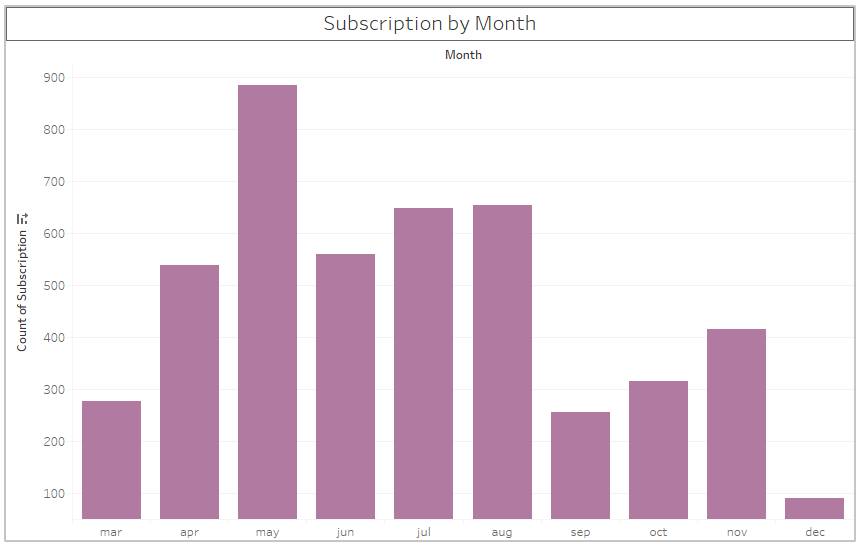 Subscription by Month
Month
Count of Subscription
900
800
700
600
500
400
300
200
100
mar apr may jun jul aug sep oct nov dec